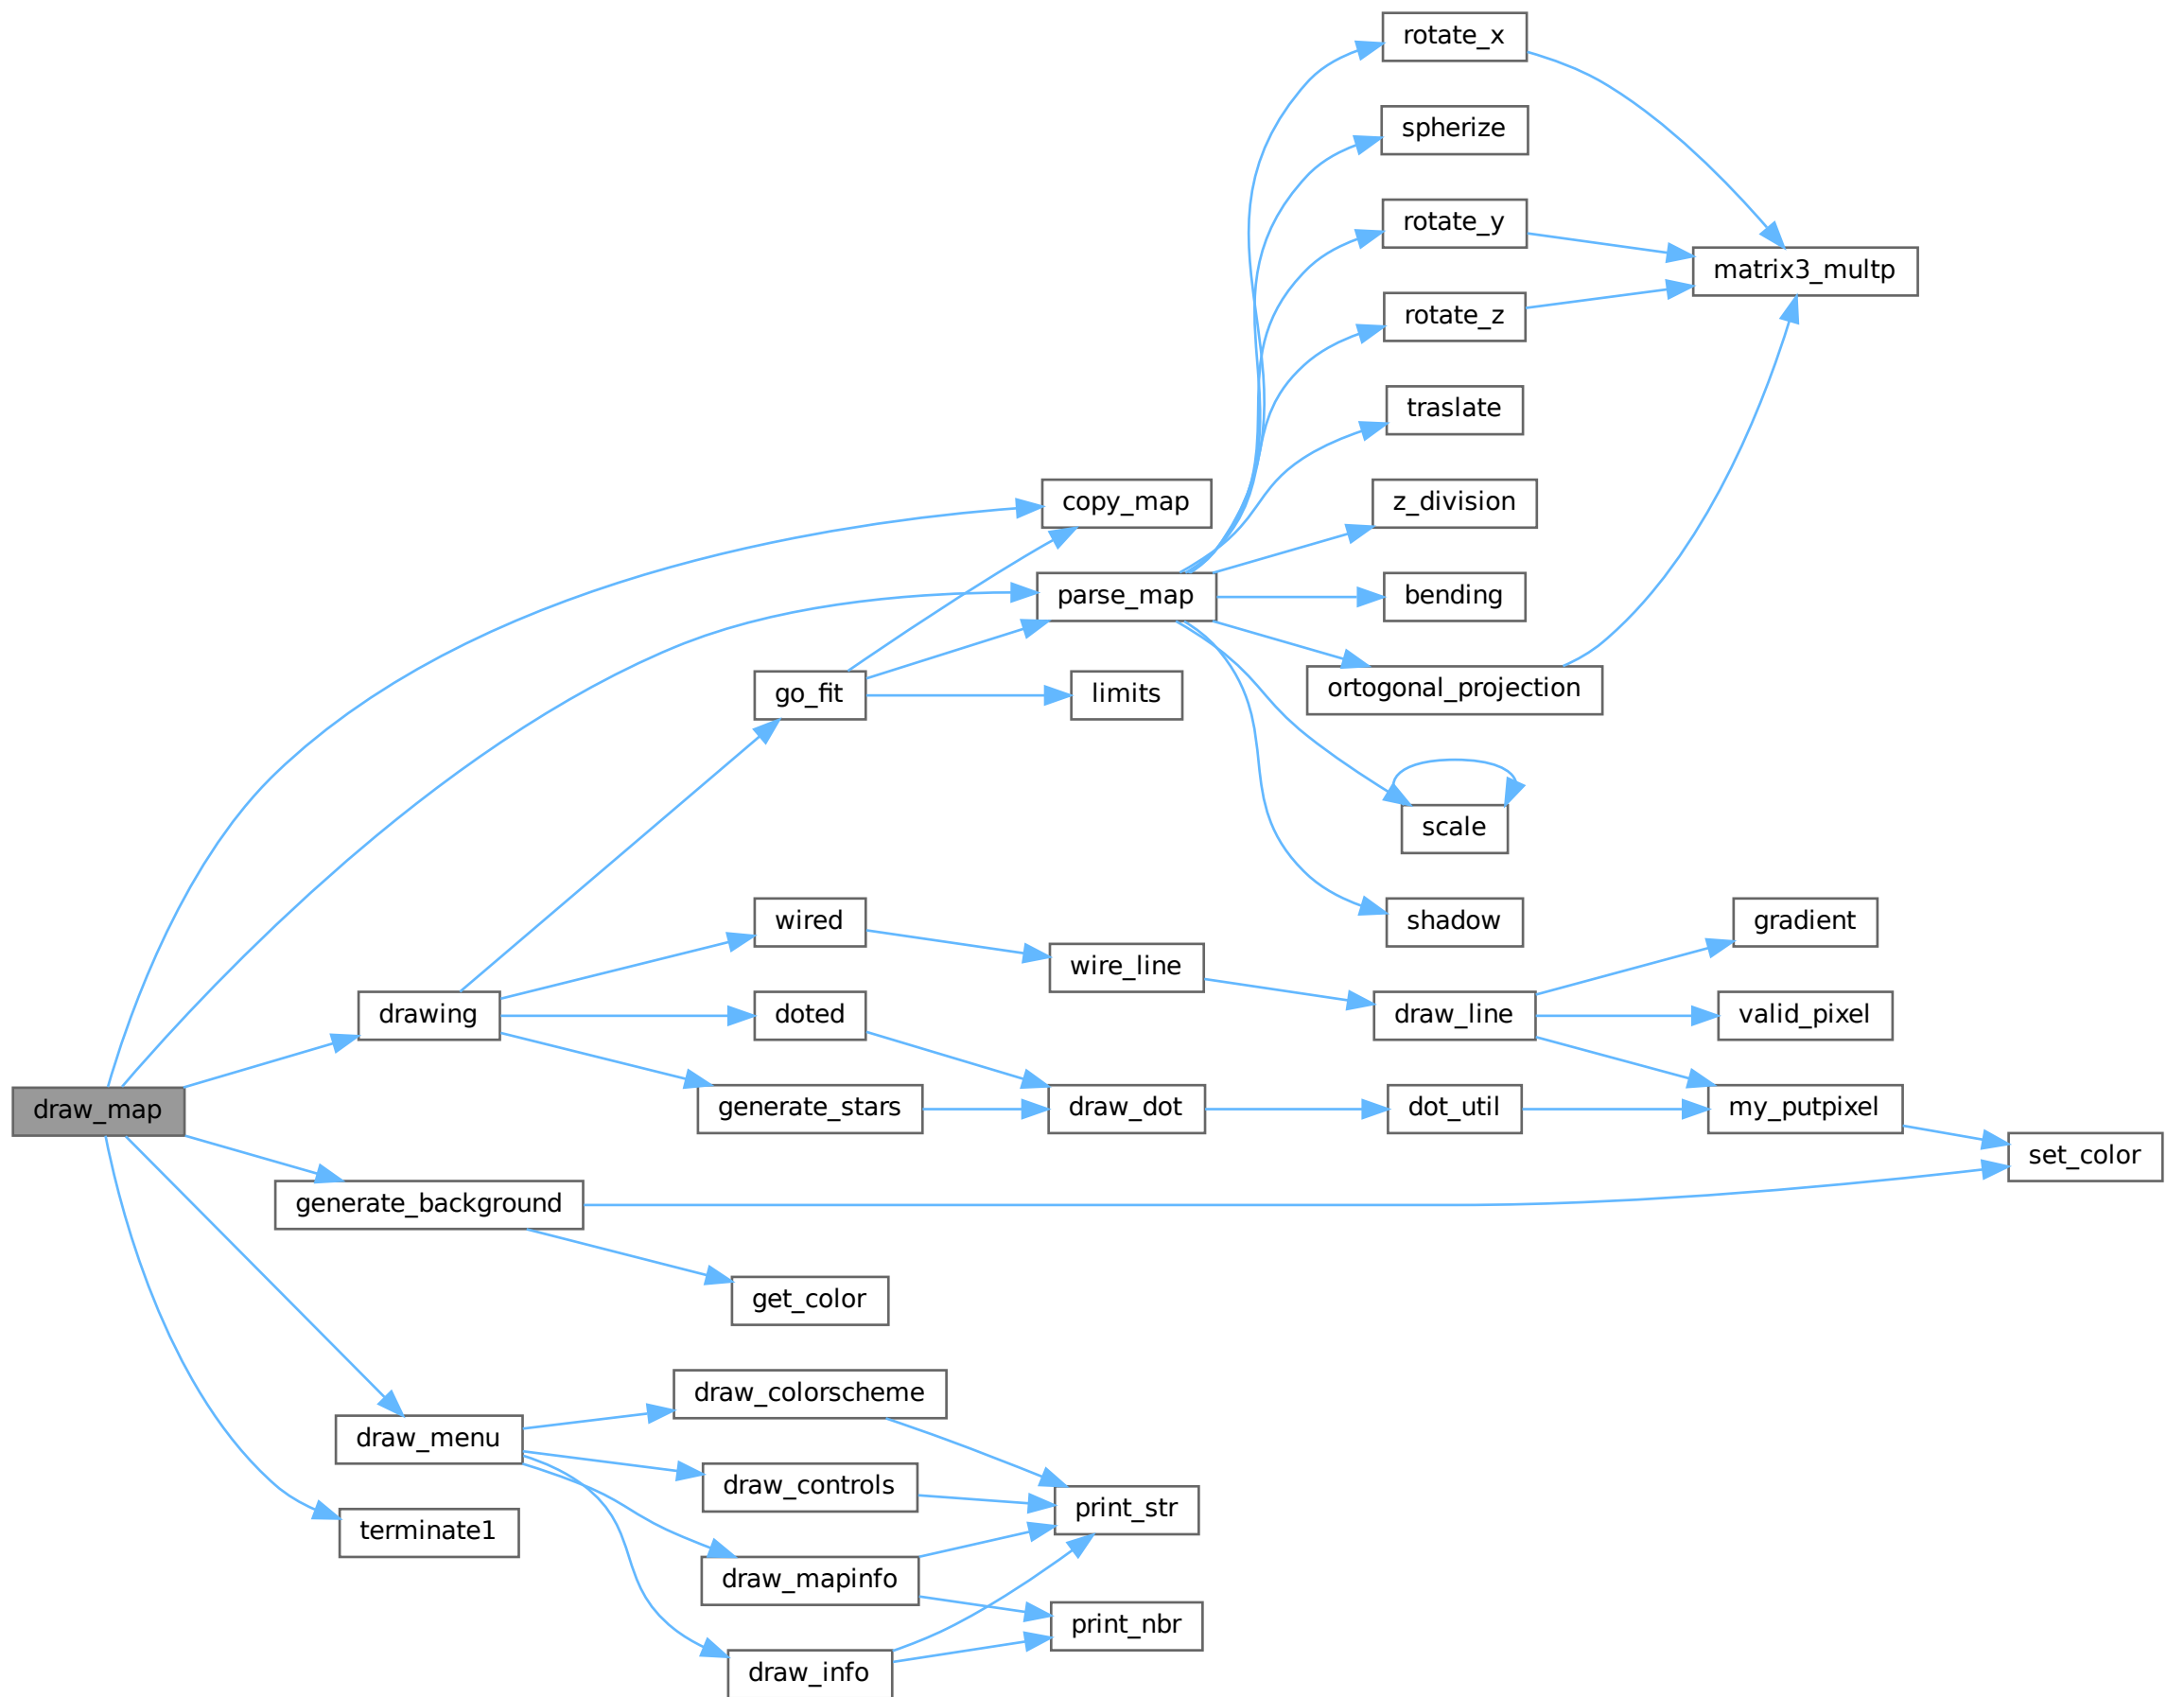 rotate_x
spherize
rotate_y
matrix3_multp
rotate_z
traslate
copy_map
z_division
parse_map
bending
go_fit
limits
ortogonal_projection
scale
wired
shadow
gradient
wire_line
drawing
doted
draw_line
valid_pixel
draw_map
generate_stars
draw_dot
dot_util
my_putpixel
set_color
generate_background
get_color
draw_colorscheme
draw_menu
draw_controls
print_str
terminate1
draw_mapinfo
print_nbr
draw_info